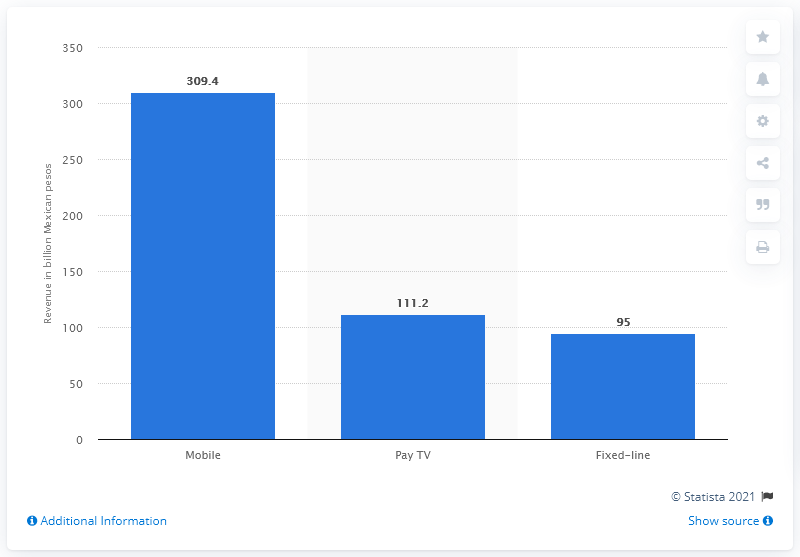 350
309.4
300
250
200
150
111.2
100
95
50
0
Revenue in billion Mexican pesos
Mobile
Pay TV
Fixed-line
© Statista 2021
Additional Information
Show source